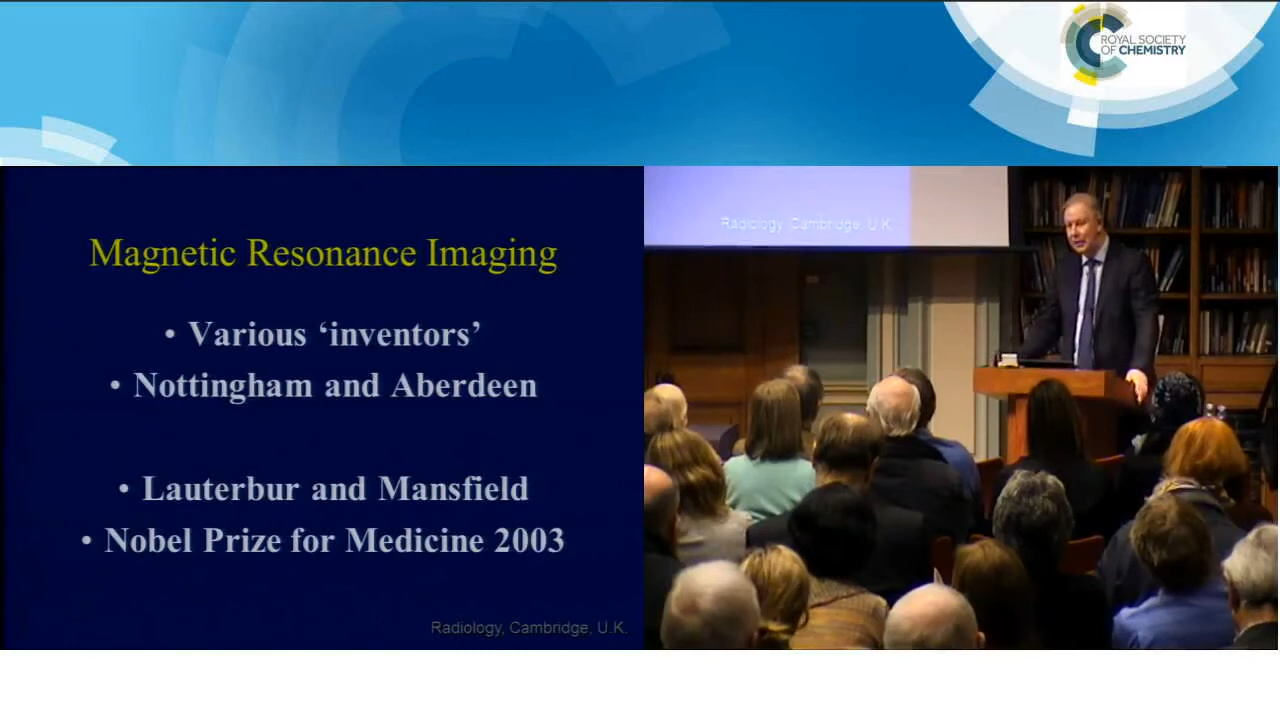 ROYAL SOCIETY
OF CHEMISTRY
Magnetic Resonance Imaging
• Various ‘inventors’
• Nottingham and Aberdeen
• Lauterbur and Mansfield
• Nobel Prize for Medicine 2003
Radiology, Cambridge, U.K.
Radiology, Cambridge, U.K.